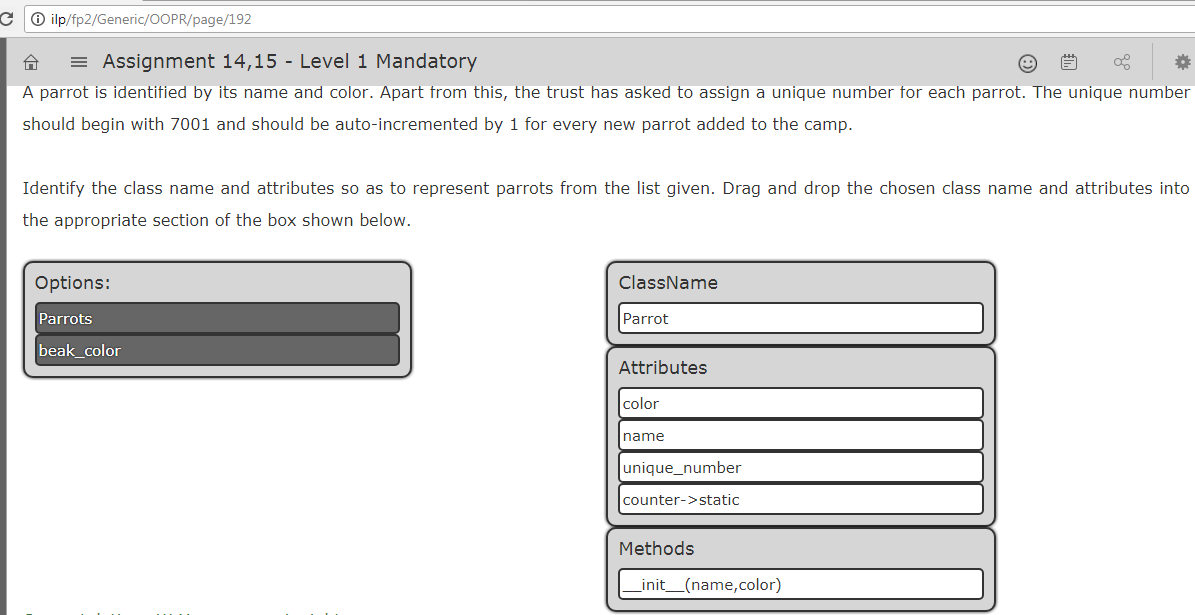 ilp/fp2/Generic/OOPR/page/192
Assignment 14,15 - Level 1 Mandatory
A parrot is identified by its name and color. Apart from this, the trust has asked to assign a unique number for each parrot. The unique number
should begin with 7001 and should be auto-incremented by 1 for every new parrot added to the camp.
Identify the class name and attributes so as to represent parrots from the list given. Drag and drop the chosen class name and attributes into
the appropriate section of the box shown below.
Options:
Parrots
beak_color
ClassName
Parrot
Attributes
color
name
unique_number
counter->static
Methods
__init__(name,color)